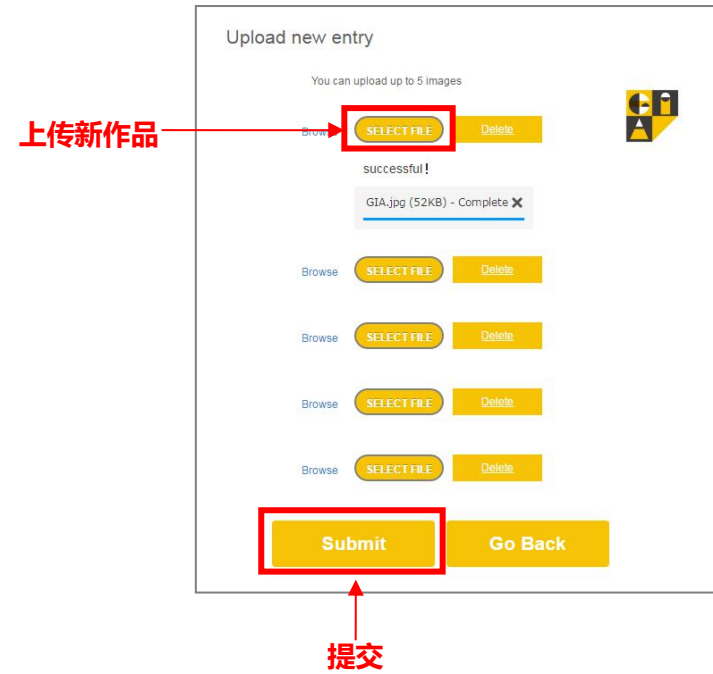 Upload new entry
You can upload up to 5 images
上传新作品
Browse SELECT FILE Delete
successful!
GIA.jpg (52KB) - Complete
Browse SELECT FILE Delete
Browse SELECT FILE Delete
Browse SELECT FILE Delete
Browse SELECT FILE Delete
Submit Go Back
提交